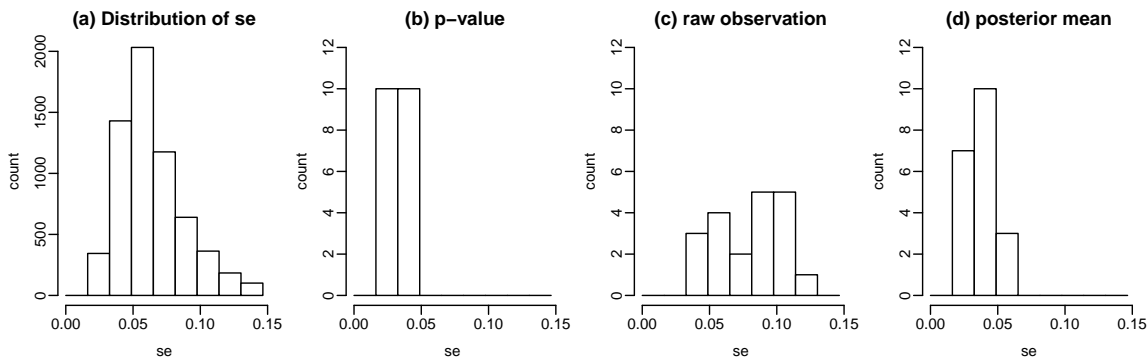 (a) Distribution of se
count
0
500
1000
1500
2000
0.00 0.05 0.10 0.15
se
(b) p−value
count
0
2
4
6
8
10
12
0.00 0.05 0.10 0.15
se
(c) raw observation
count
0
2
4
6
8
10
12
0.00 0.05 0.10 0.15
se
(d) posterior mean
count
0
2
4
6
8
10
12
0.00 0.05 0.10 0.15
se